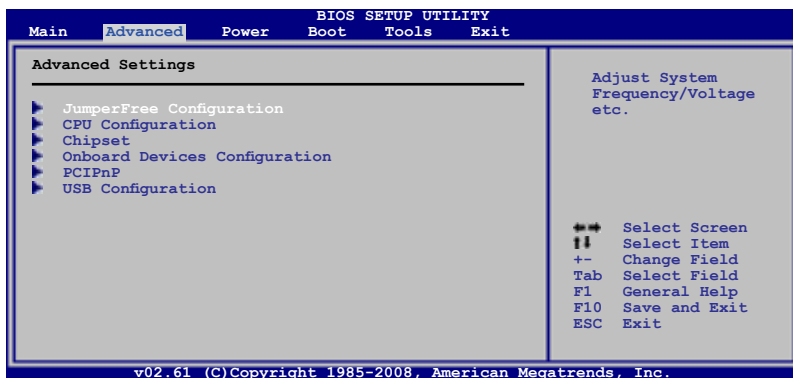 BIOS SETUP UTILITY
Main Advanced Power Boot Tools Exit
Advanced Settings
JumperFree Configuration
CPU Configuration
Chipset
Onboard Devices Configuration
PCIPnP
USB Configuration
Adjust System
Frequency/Voltage
etc.
Select Screen
Select Item
+- Change Field
Tab Select Field
F1 General Help
F10 Save and Exit
ESC Exit
v02.61 (C)Copyright 1985-2008, American Megatrends, Inc.